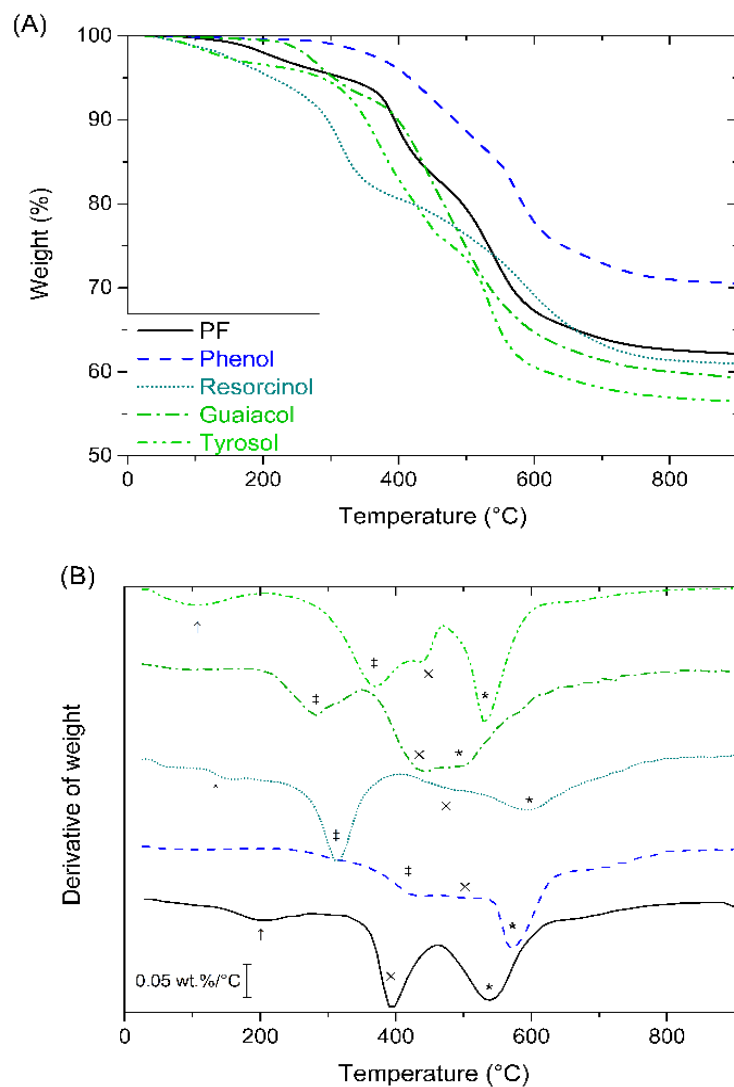 (A)
100
90
80
70
60
50
Weight (%)
PF
Phenol
Resorcinol
Guaiacol
Tyrosol
0
200
400
600
800
Temperature (°C)
(B)
Derivative of weight
↑
‡
×
*
‡
×
*
^
‡
×
*
‡
×
*
↑
×
*
0.05 wt.%/°C
0
200
400
600
800
Temperature (°C)